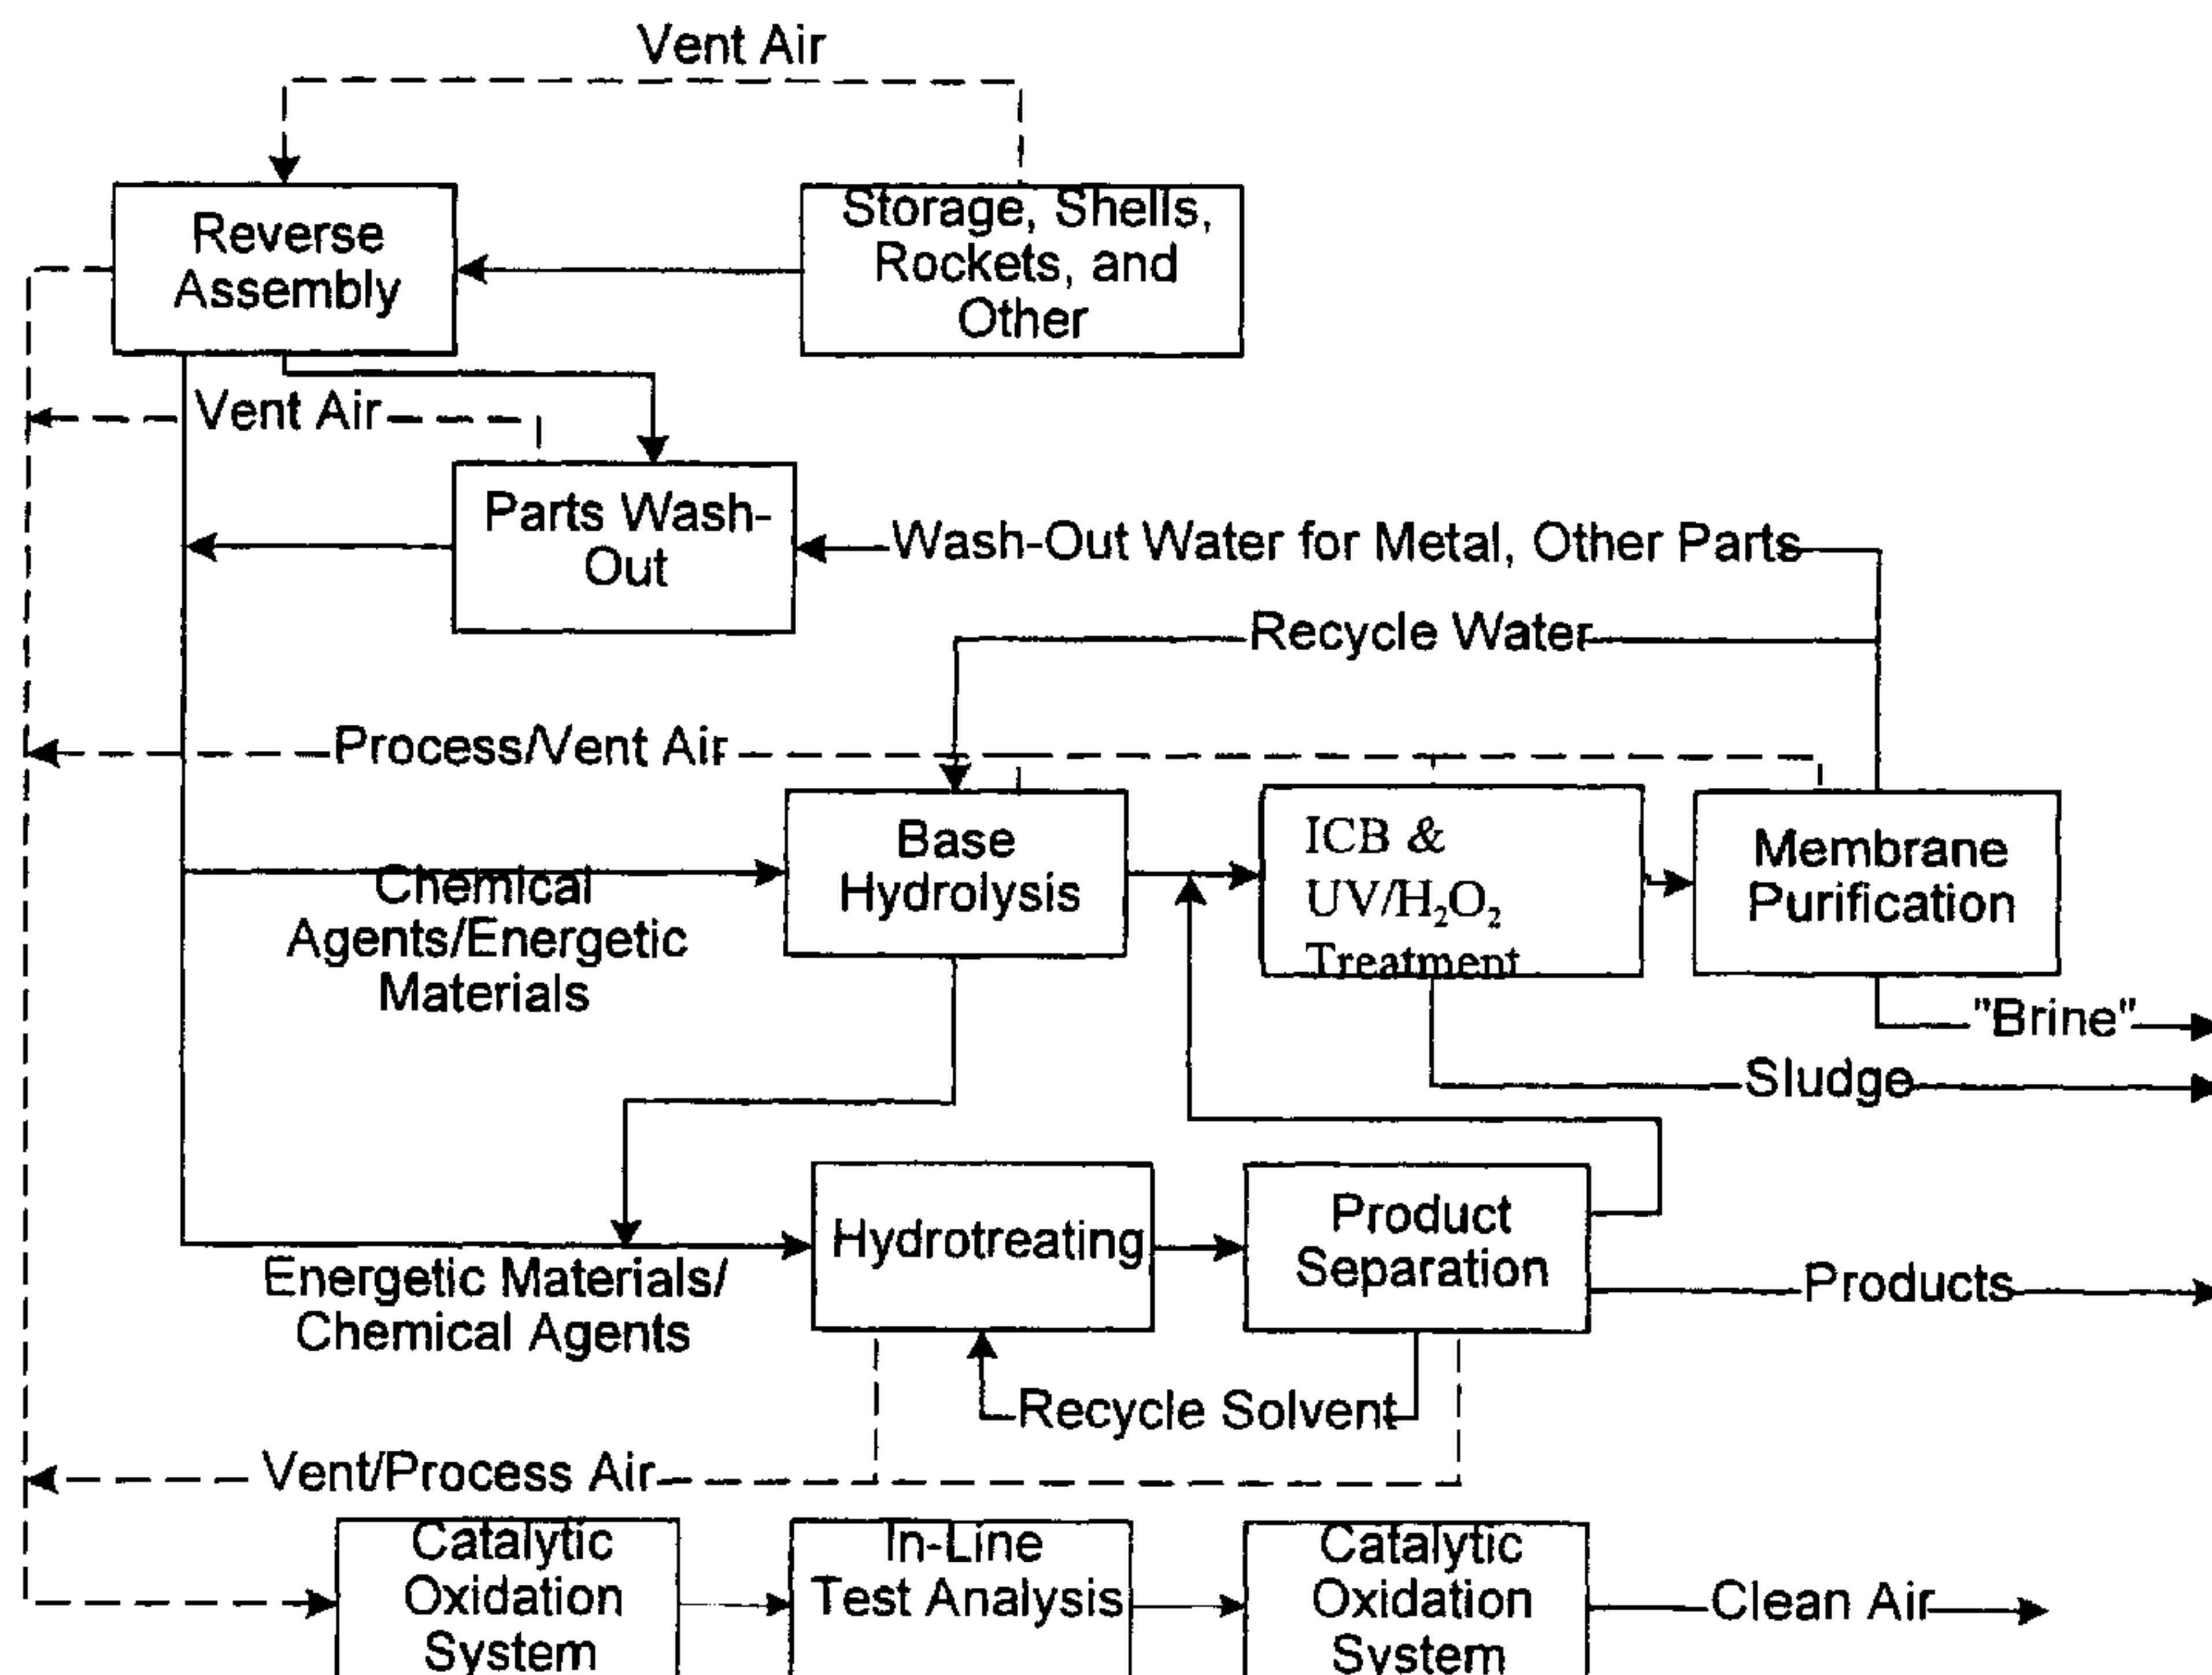 Vent Air
Reverse
Assembly
Storage, Shells,
Rockets, and
Other
Vent Air
Parts Wash-
Out
Wash-Out Water for Metal, Other Parts
Recycle Water
Process/Vent Air
Base
Hydrolysis
ICB &
UV/H₂O₂
Treatment
Membrane
Purification
Chemical
Agents/Energetic
Materials
"Brine"
Sludge
Hydrotreating
Product
Separation
Products
Energetic Materials/
Chemical Agents
Recycle Solvent
Vent/Process Air
Catalytic
Oxidation
System
In-Line
Test Analysis
Catalytic
Oxidation
System
Clean Air